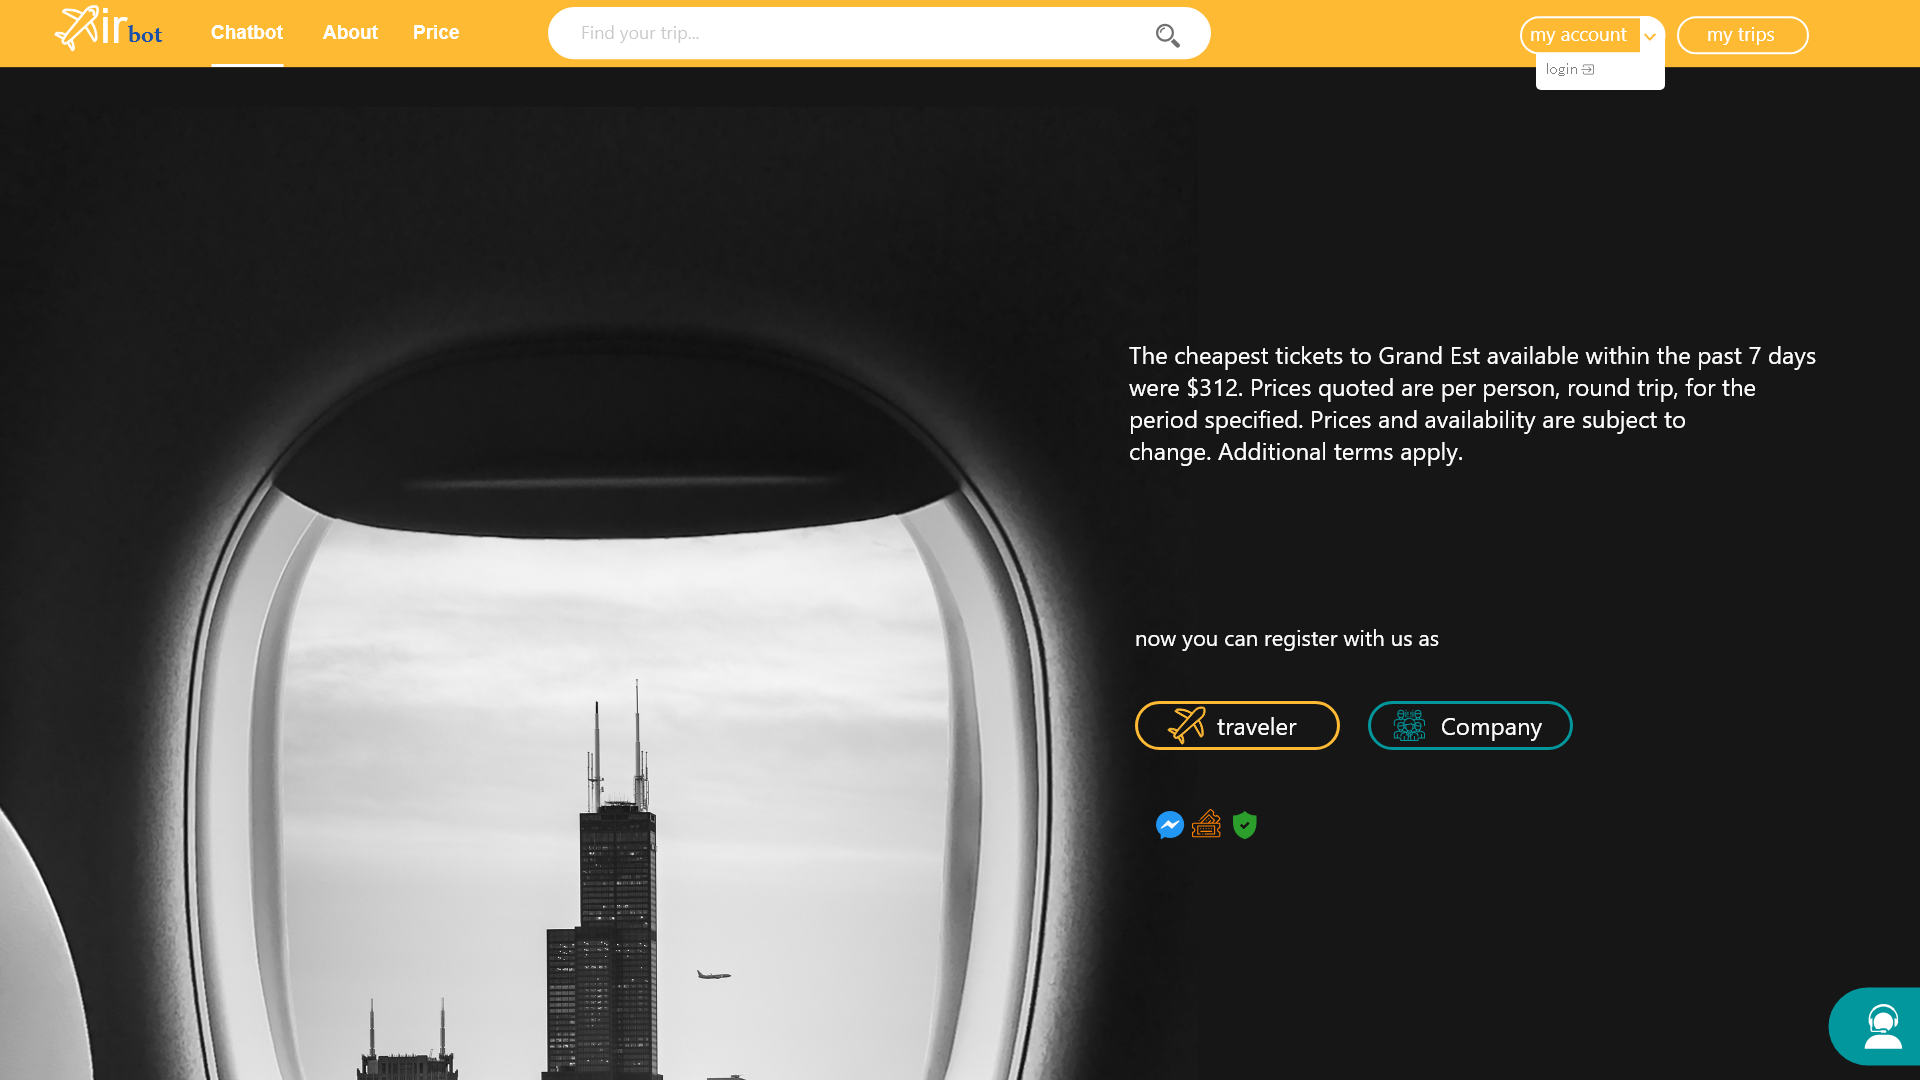 Airbot
Chatbot
About
Price
Find your trip...
my account
my trips
login
The cheapest tickets to Grand Est available within the past 7 days
were $312. Prices quoted are per person, round trip, for the
period specified. Prices and availability are subject to
change. Additional terms apply.
now you can register with us as
traveler
Company